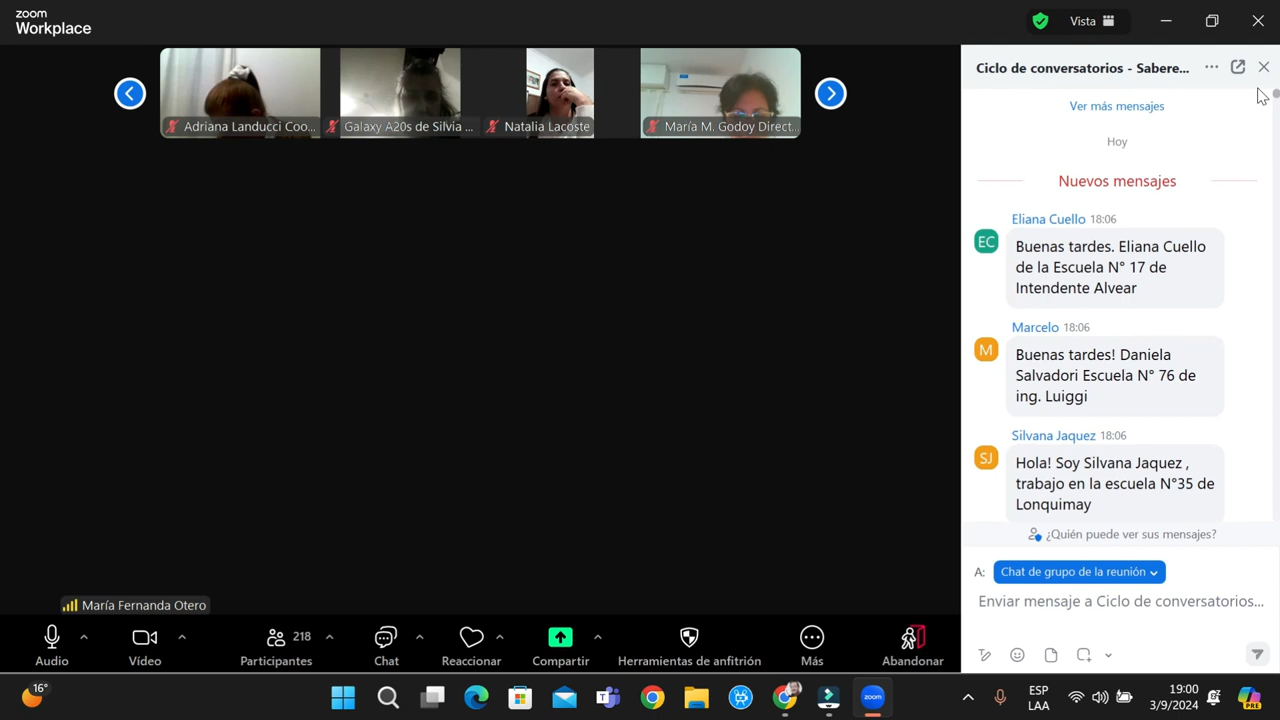 zoom
Workplace
Vista
Adriana Landucci Coo...
Galaxy A20s de Silvia ...
Natalia Lacoste
María M. Godoy Direct...
María Fernanda Otero
Ciclo de conversatorios - Sabere...
Ver más mensajes
Hoy
Nuevos mensajes
Eliana Cuello 18:06
EC
Buenas tardes. Eliana Cuello
de la Escuela N° 17 de
Intendente Alvear
Marcelo 18:06
M
Buenas tardes! Daniela
Salvadori Escuela N° 76 de
ing. Luiggi
Silvana Jaquez 18:06
SJ
Hola! Soy Silvana Jaquez ,
trabajo en la escuela N°35 de
Lonquimay
¿Quién puede ver sus mensajes?
A: Chat de grupo de la reunión
Enviar mensaje a Ciclo de conversatorios...
218
Audio
Vídeo
Participantes
Chat
Reaccionar
Compartir
Herramientas de anfitrión
Más
Abandonar
16°
zoom
ESP
LAA
19:00
3/9/2024
PRE